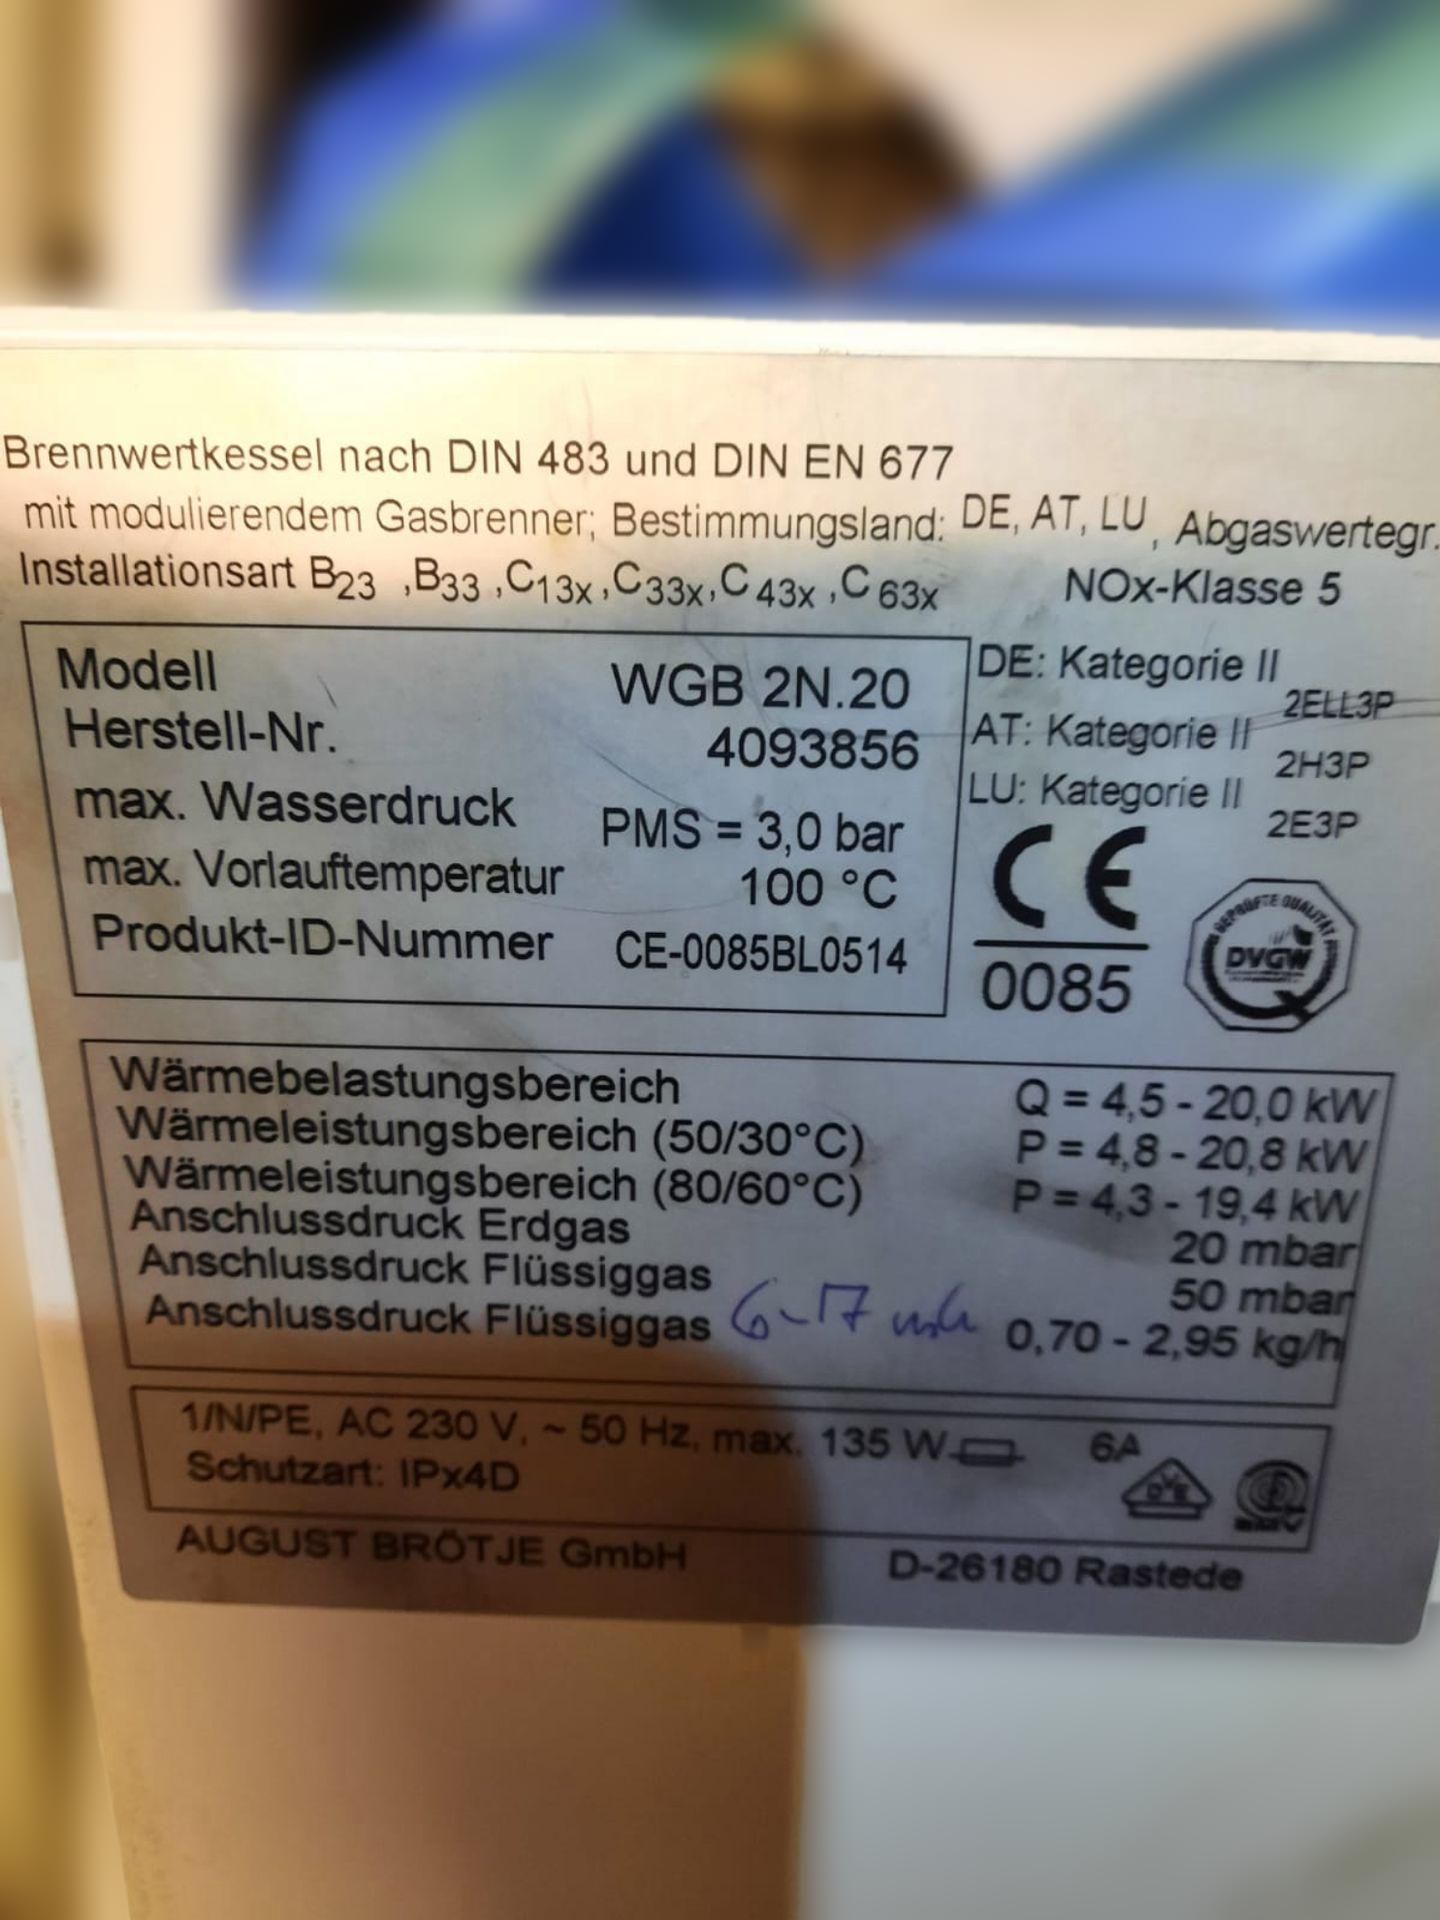 Brennwertkessel nach DIN 483 und DIN EN 677
mit modulierendem Gasbrenner; Bestimmungsland: DE, AT, LU , Abgaswertegr.
Installationsart B23 ,B33 ,C13x ,C33x, C43x ,C63x NOx-Klasse 5
Modell WGB 2N.20
Herstell-Nr. 4093856
max. Wasserdruck PMS = 3,0 bar
max. Vorlauftemperatur 100 °C
Produkt-ID-Nummer CE-0085BL0514
DE: Kategorie II 2ELL3P
AT: Kategorie II 2H3P
LU: Kategorie II 2E3P
CE
0085
GEPRÜFTE QUALITÄT
DVGW
Wärmebelastungsbereich Q = 4,5 - 20,0 kW
Wärmeleistungsbereich (50/30°C) P = 4,8 - 20,8 kW
Wärmeleistungsbereich (80/60°C) P = 4,3 - 19,4 kW
Anschlussdruck Erdgas 20 mbar
Anschlussdruck Flüssiggas 50 mbar
Anschlussdruck Flüssiggas 6-17 0,70 - 2,95 kg/h
1/N/PE, AC 230 V, ~ 50 Hz, max. 135 W 6A
Schutzart: IPx4D
DVE
AUGUST BRÖTJE GmbH D-26180 Rastede